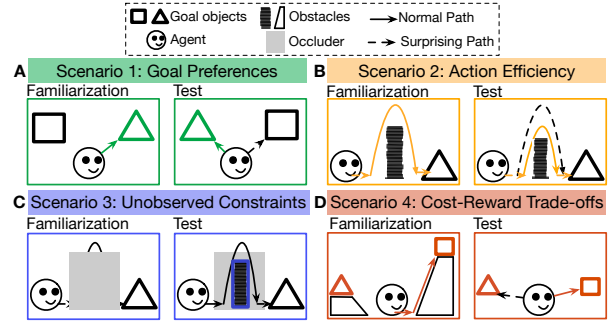 Goal objects
Obstacles
Normal Path
Agent
Occluder
Surprising Path
A Scenario 1: Goal Preferences
Familiarization Test
B Scenario 2: Action Efficiency
Familiarization Test
C Scenario 3: Unobserved Constraints
Familiarization Test
D Scenario 4: Cost-Reward Trade-offs
Familiarization Test